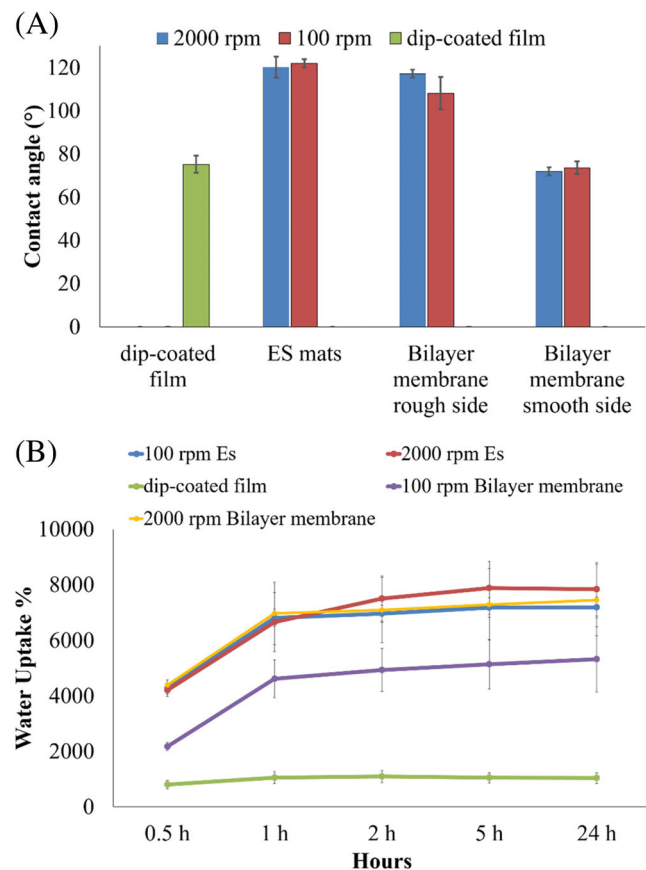 (A)
2000 rpm 100 rpm dip-coated film
Contact angle (°)
120
100
80
60
40
20
0
dip-coated film
ES mats
Bilayer membrane rough side
Bilayer membrane smooth side
(B)
100 rpm Es 2000 rpm Es
dip-coated film 100 rpm Bilayer membrane
2000 rpm Bilayer membrane
Water Uptake %
10000
8000
6000
4000
2000
0
0.5 h 1 h 2 h 5 h 24 h
Hours